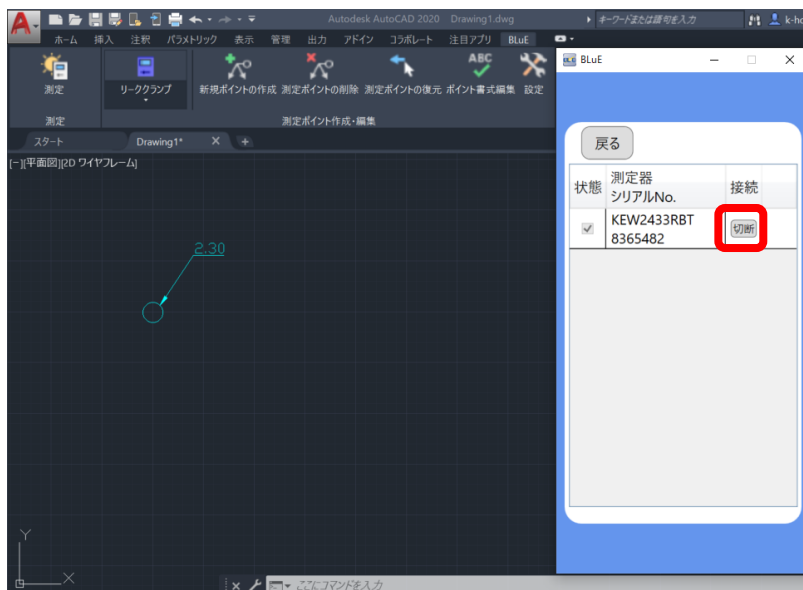 Autodesk AutoCAD 2020 Drawing1.dwg
キーワードまたは語句を入力
k-ho
ホーム 挿入 注釈 パラメトリック 表示 管理 出力 アドイン コラボレート 注目アプリ BLuE
測定
リーククランプ
新規ポイントの作成
測定ポイントの削除
測定ポイントの復元
ABC
ポイント書式編集
設定
測定
測定ポイント作成・編集
スタート
Drawing1*
[−][平面図][2D ワイヤフレーム]
2.30
Y
X
ここにコマンドを入力
BLuE
戻る
状態
測定器
シリアルNo.
接続
KEW2433RBT
8365482
切断